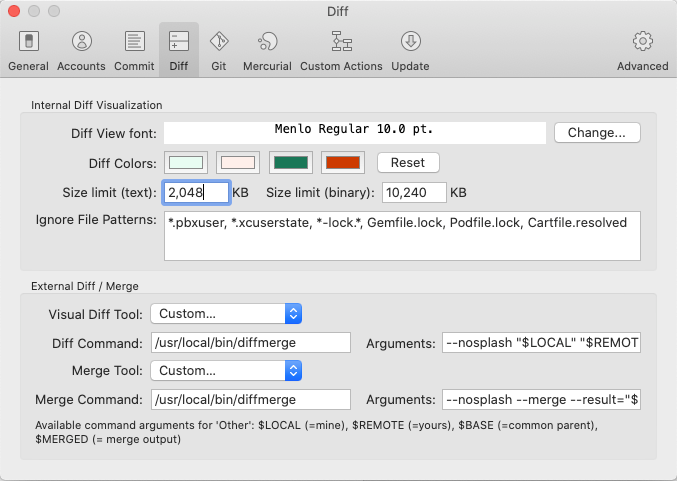 Diff
General Accounts Commit Diff Git Mercurial Custom Actions Update Advanced
Internal Diff Visualization
Diff View font: Menlo Regular 10.0 pt. Change...
Diff Colors: Reset
Size limit (text): 2,048 KB Size limit (binary): 10,240 KB
Ignore File Patterns: *.pbxuser, *.xcuserstate, *-lock.*, Gemfile.lock, Podfile.lock, Cartfile.resolved
External Diff / Merge
Visual Diff Tool: Custom...
Diff Command: /usr/local/bin/diffmerge Arguments: --nosplash "$LOCAL" "$REMOT
Merge Tool: Custom...
Merge Command: /usr/local/bin/diffmerge Arguments: --nosplash --merge --result="$
Available command arguments for 'Other': $LOCAL (=mine), $REMOTE (=yours), $BASE (=common parent),
$MERGED (= merge output)